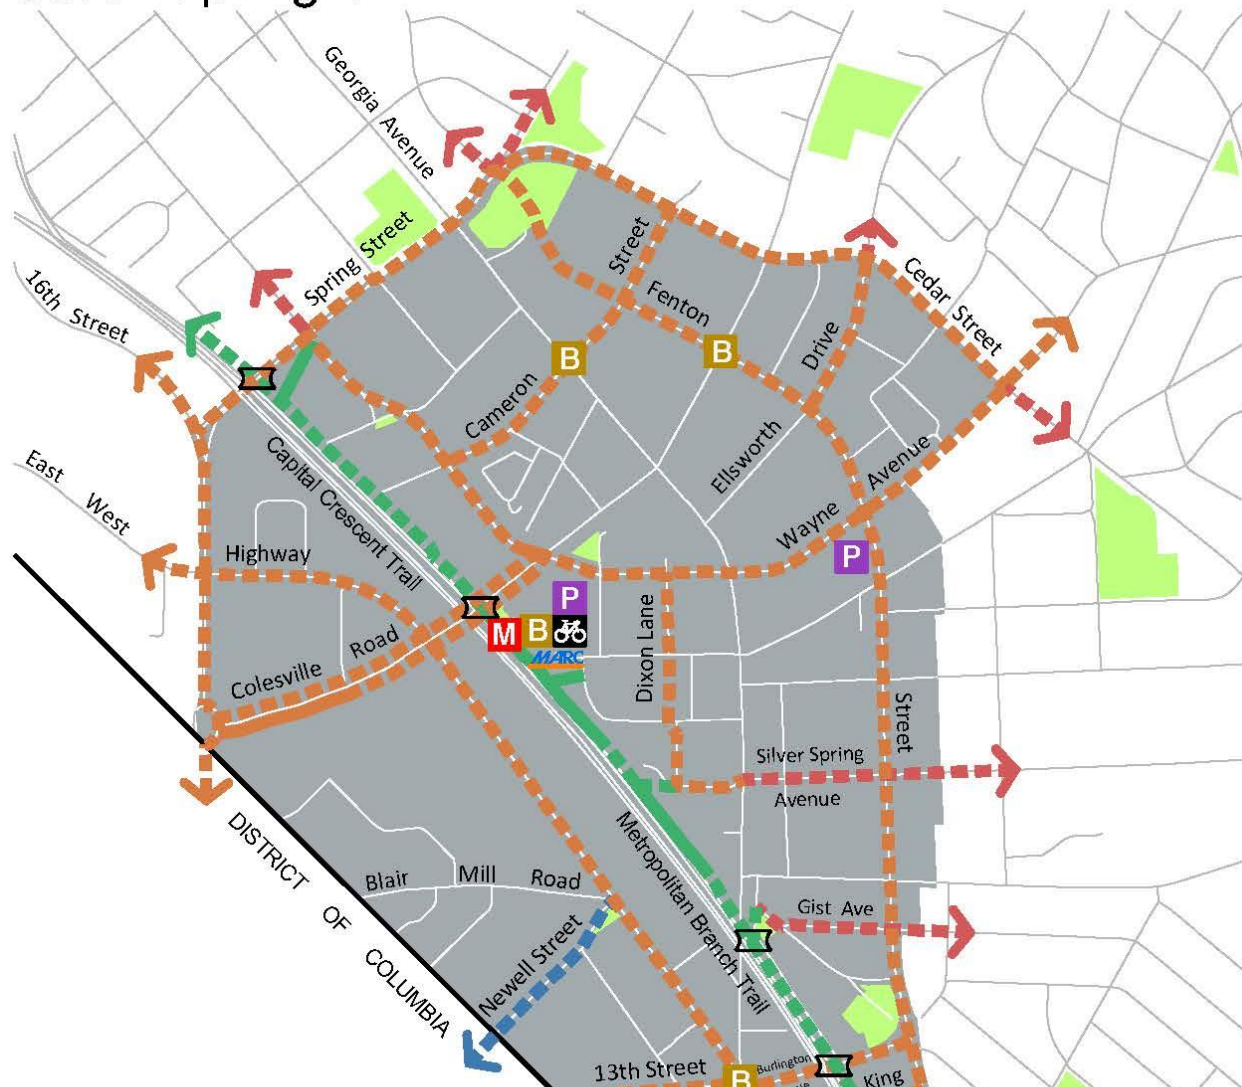 Georgia Avenue
Spring Street
16th Street
Street
Fenton
Cedar Street
Drive
B
B
Cameron
Ellsworth
Avenue
Wayne
P
East West
Highway
Capital Crescent Trail
P
M
B
MARC
Dixon Lane
Colesville Road
Street
Silver Spring
Avenue
DISTRICT OF COLUMBIA
Metropolitan Branch Trail
Blair Mill Road
Gist Ave
Newell Street
13th Street
B
Burlington
King